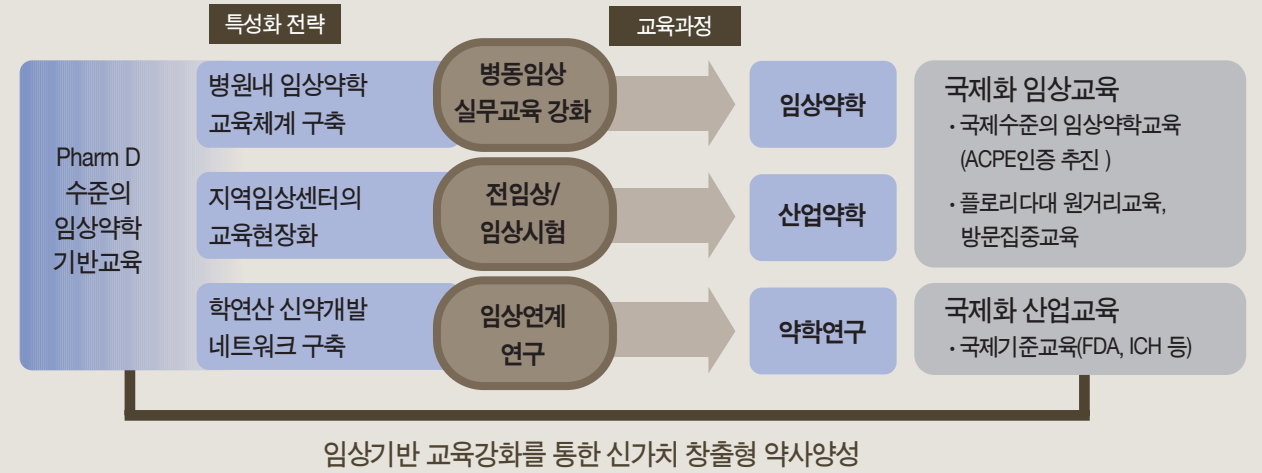 특성화 전략
교육과정
Pharm D
수준의
임상약학
기반교육
병원내 임상약학
교육체계 구축
병동임상
실무교육 강화
임상약학
지역임상센터의
교육현장화
전임상/
임상시험
산업약학
학연산 신약개발
네트워크 구축
임상연계
연구
약학연구
국제화 임상교육
· 국제수준의 임상약학교육
(ACPE인증 추진 )
· 플로리다대 원거리교육,
방문집중교육
국제화 산업교육
· 국제기준교육(FDA, ICH 등)
임상기반 교육강화를 통한 신가치 창출형 약사양성